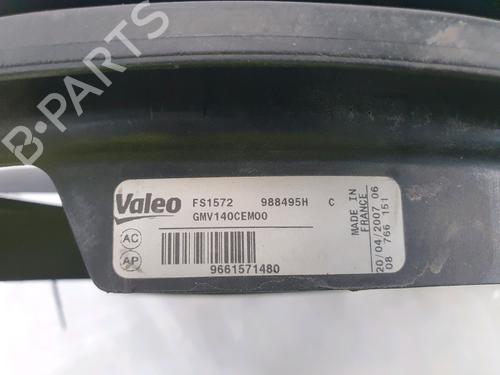 B-PARTS
Valeo
FS1572 988495H C
GMV140CEM00
AC
AP
9661571480
MADE IN
FRANCE
20/04/2007 06
08 766 151